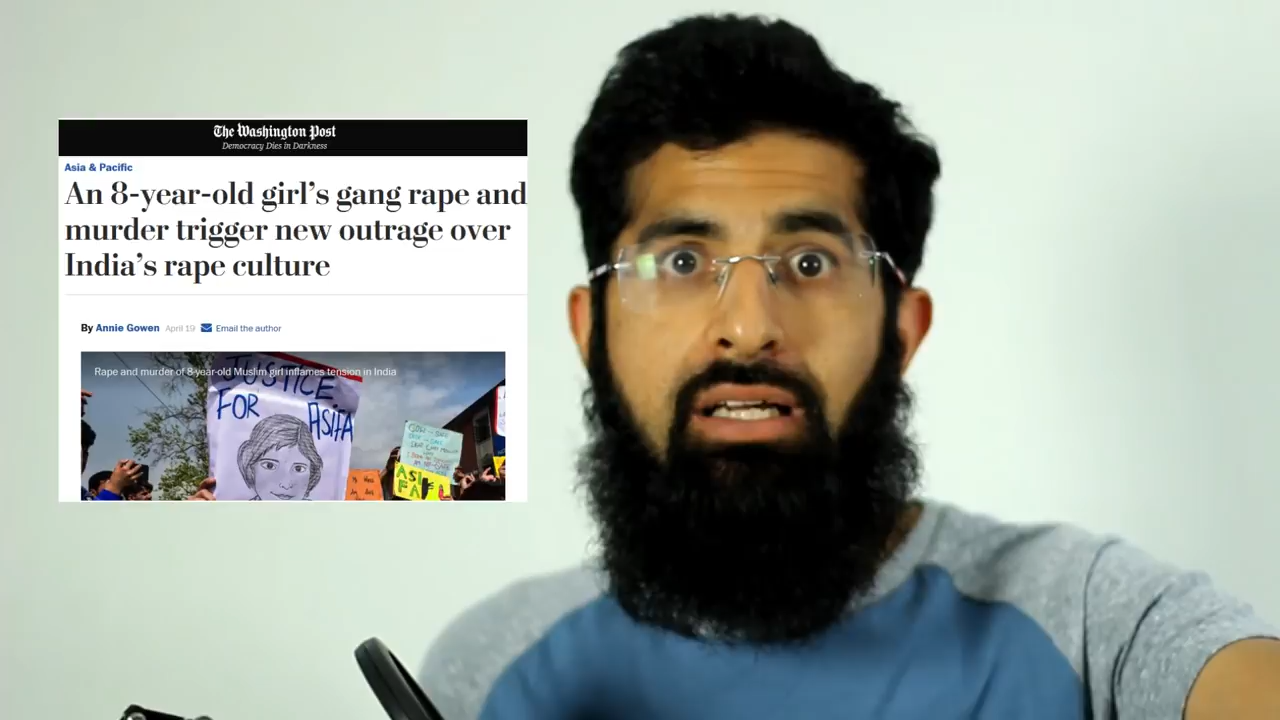 The Washington Post
Democracy Dies in Darkness
Asia & Pacific
An 8-year-old girl's gang rape and
murder trigger new outrage over
India's rape culture
By Annie Gowen April 19 Email the author
Rape and murder of 8-year-old Muslim girl inflames tension in India
JUSTICE
FOR ASIFA